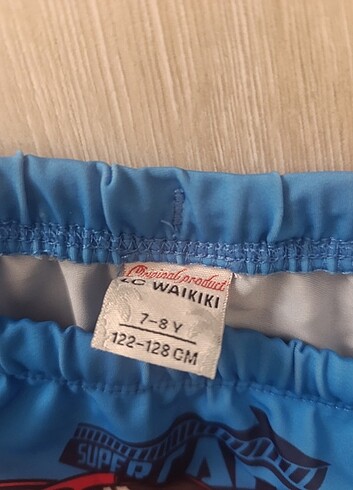 Original product
LC WAIKIKI
7-8 Y
122-128 CM
SUPER